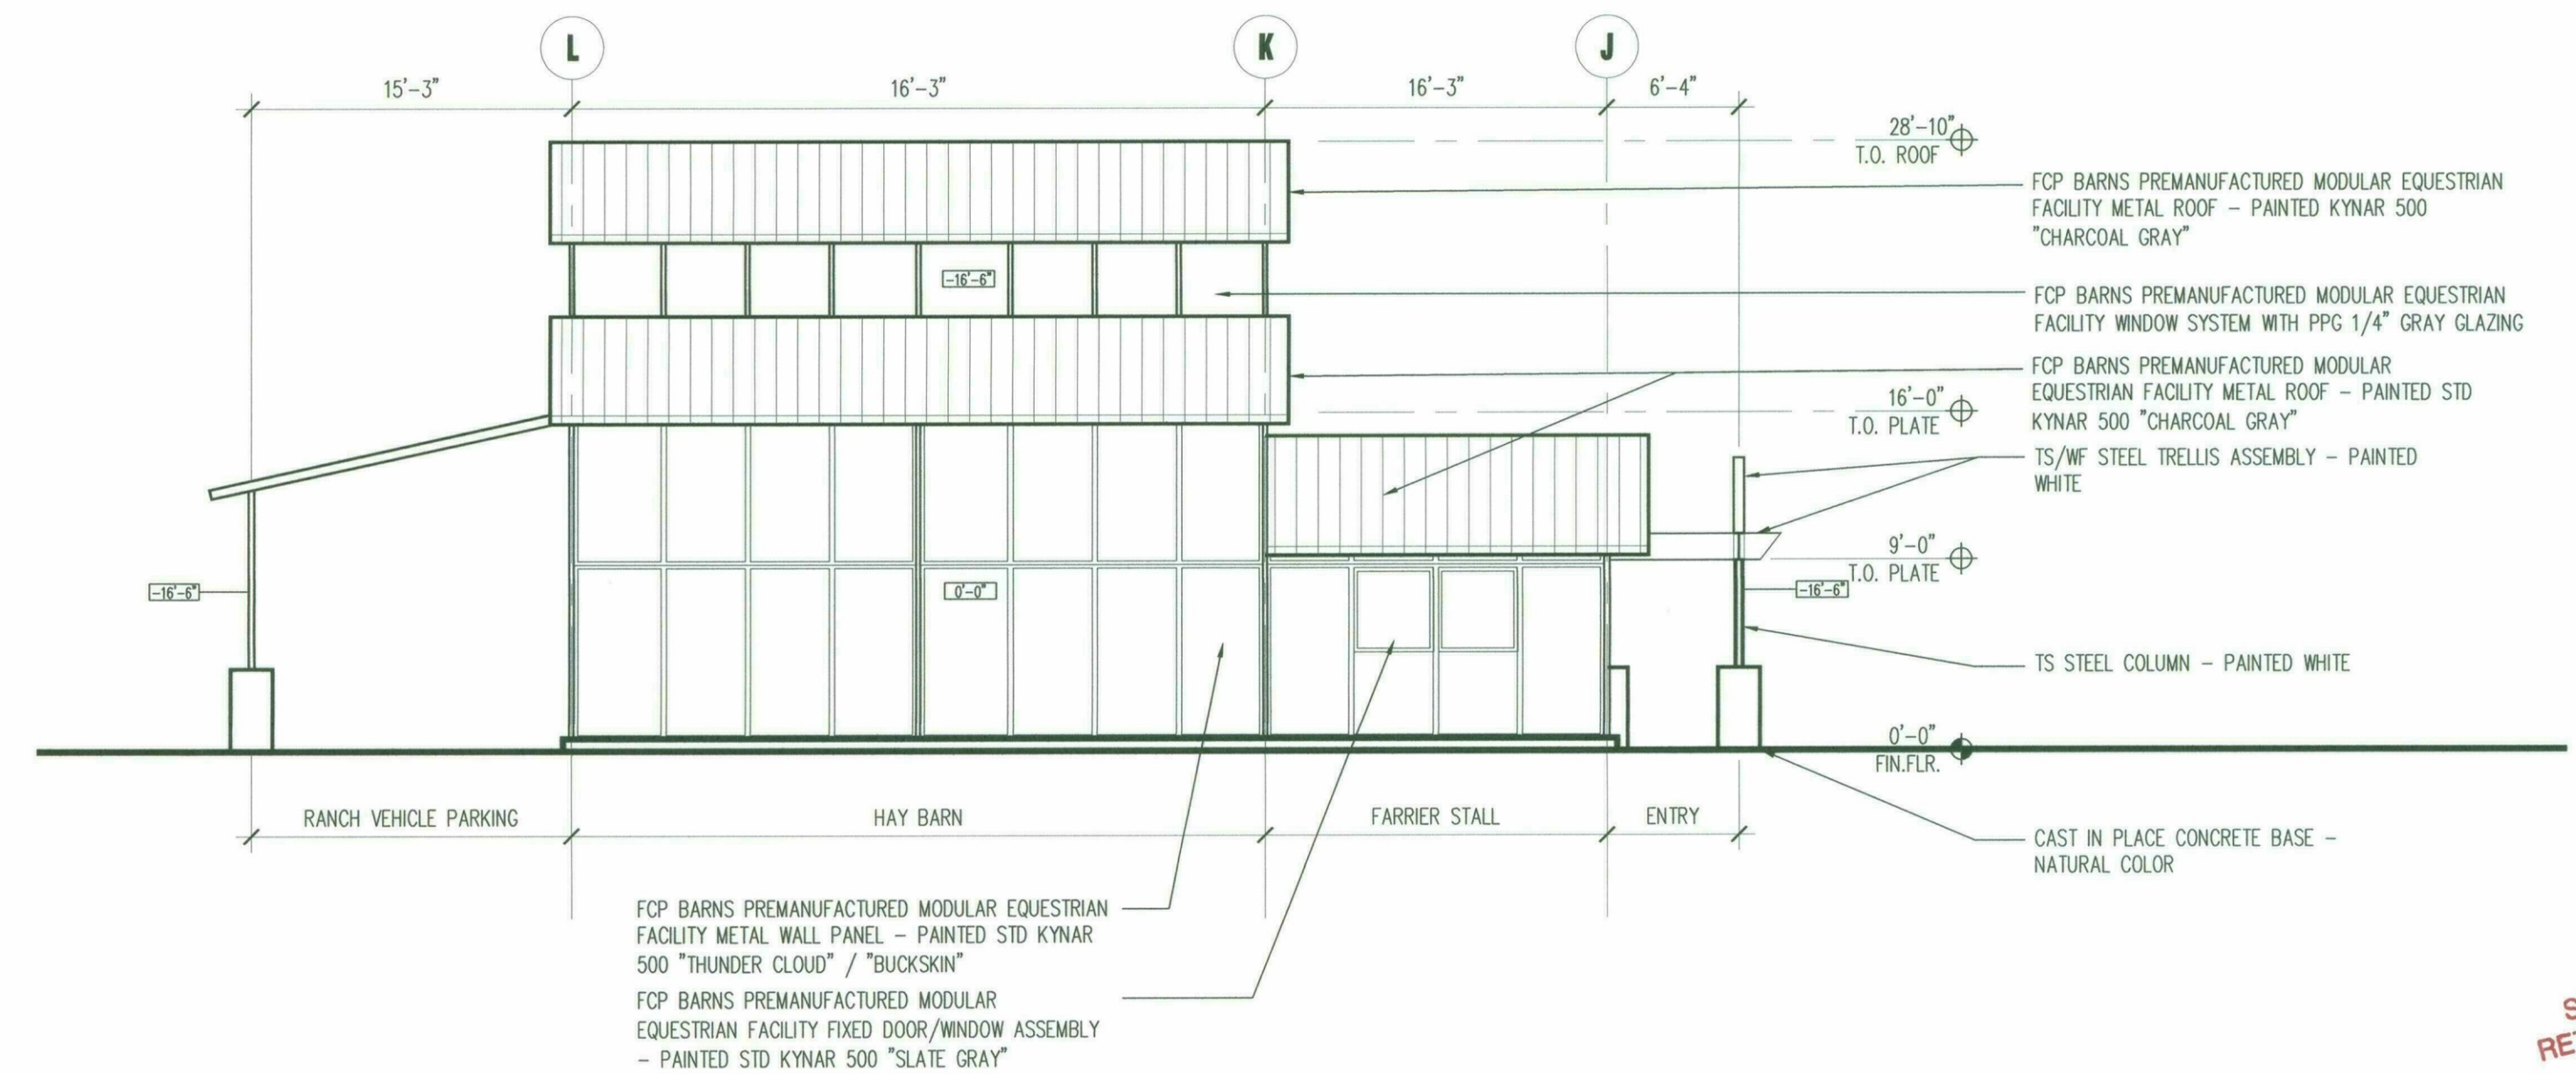 L
K
J
15'-3"
16'-3"
16'-3"
6'-4"
28'-10"
T.O. ROOF
FCP BARNS PREMANUFACTURED MODULAR EQUESTRIAN
FACILITY METAL ROOF – PAINTED KYNAR 500
"CHARCOAL GRAY"
-16'-6"
FCP BARNS PREMANUFACTURED MODULAR EQUESTRIAN
FACILITY WINDOW SYSTEM WITH PPG 1/4" GRAY GLAZING
FCP BARNS PREMANUFACTURED MODULAR
EQUESTRIAN FACILITY METAL ROOF – PAINTED STD
KYNAR 500 "CHARCOAL GRAY"
16'-0"
T.O. PLATE
TS/WF STEEL TRELLIS ASSEMBLY – PAINTED
WHITE
9'-0"
T.O. PLATE
-16'-6"
0'-0"
-16'-6"
TS STEEL COLUMN – PAINTED WHITE
0'-0"
FIN.FLR.
RANCH VEHICLE PARKING
HAY BARN
FARRIER STALL
ENTRY
CAST IN PLACE CONCRETE BASE –
NATURAL COLOR
FCP BARNS PREMANUFACTURED MODULAR EQUESTRIAN
FACILITY METAL WALL PANEL – PAINTED STD KYNAR
500 "THUNDER CLOUD" / "BUCKSKIN"
FCP BARNS PREMANUFACTURED MODULAR
EQUESTRIAN FACILITY FIXED DOOR/WINDOW ASSEMBLY
– PAINTED STD KYNAR 500 "SLATE GRAY"